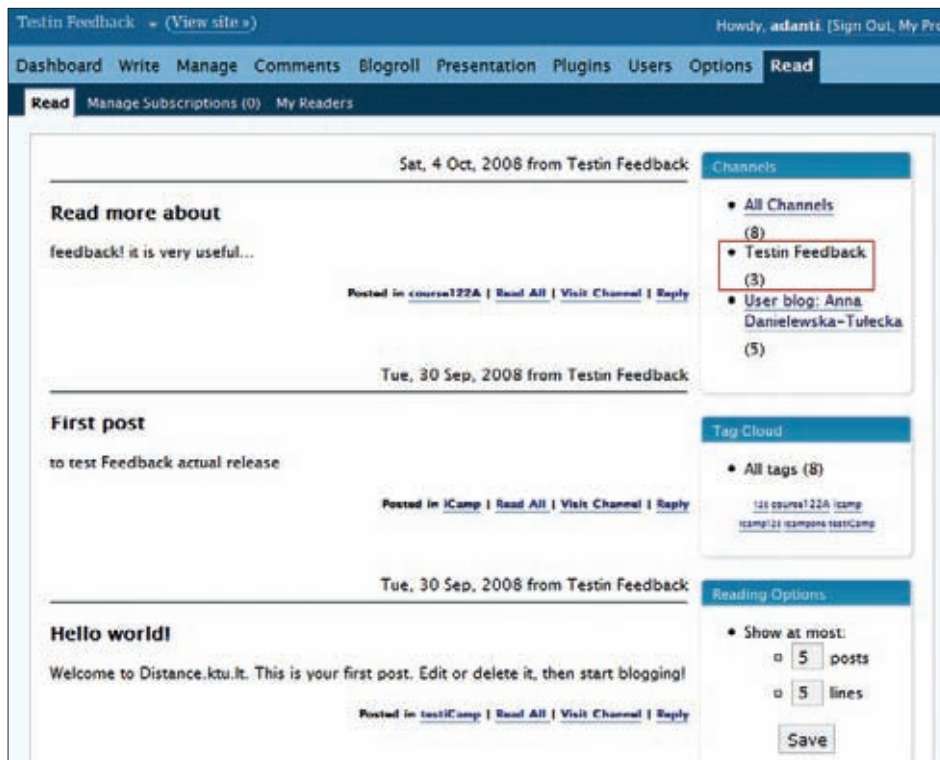 Testin Feedback (View site »)
Howdy, adanti. [Sign Out, My Pro
Dashboard Write Manage Comments Blogroll Presentation Plugins Users Options Read
Read Manage Subscriptions (0) My Readers
Sat, 4 Oct, 2008 from Testin Feedback
Read more about
feedback! it is very useful...
Posted in course122A | Read All | Visit Channel | Reply
Tue, 30 Sep, 2008 from Testin Feedback
First post
to test Feedback actual release
Posted in iCamp | Read All | Visit Channel | Reply
Tue, 30 Sep, 2008 from Testin Feedback
Hello world!
Welcome to Distance.ktu.lt. This is your first post. Edit or delete it, then start blogging!
Posted in testiCamp | Read All | Visit Channel | Reply
Channels
All Channels
(8)
Testin Feedback
(3)
User blog: Anna
Danielewska-Tułecka
(5)
Tag Cloud
All tags (8)
course122A icamp
testiCamp
Reading Options
Show at most:
5 posts
5 lines
Save